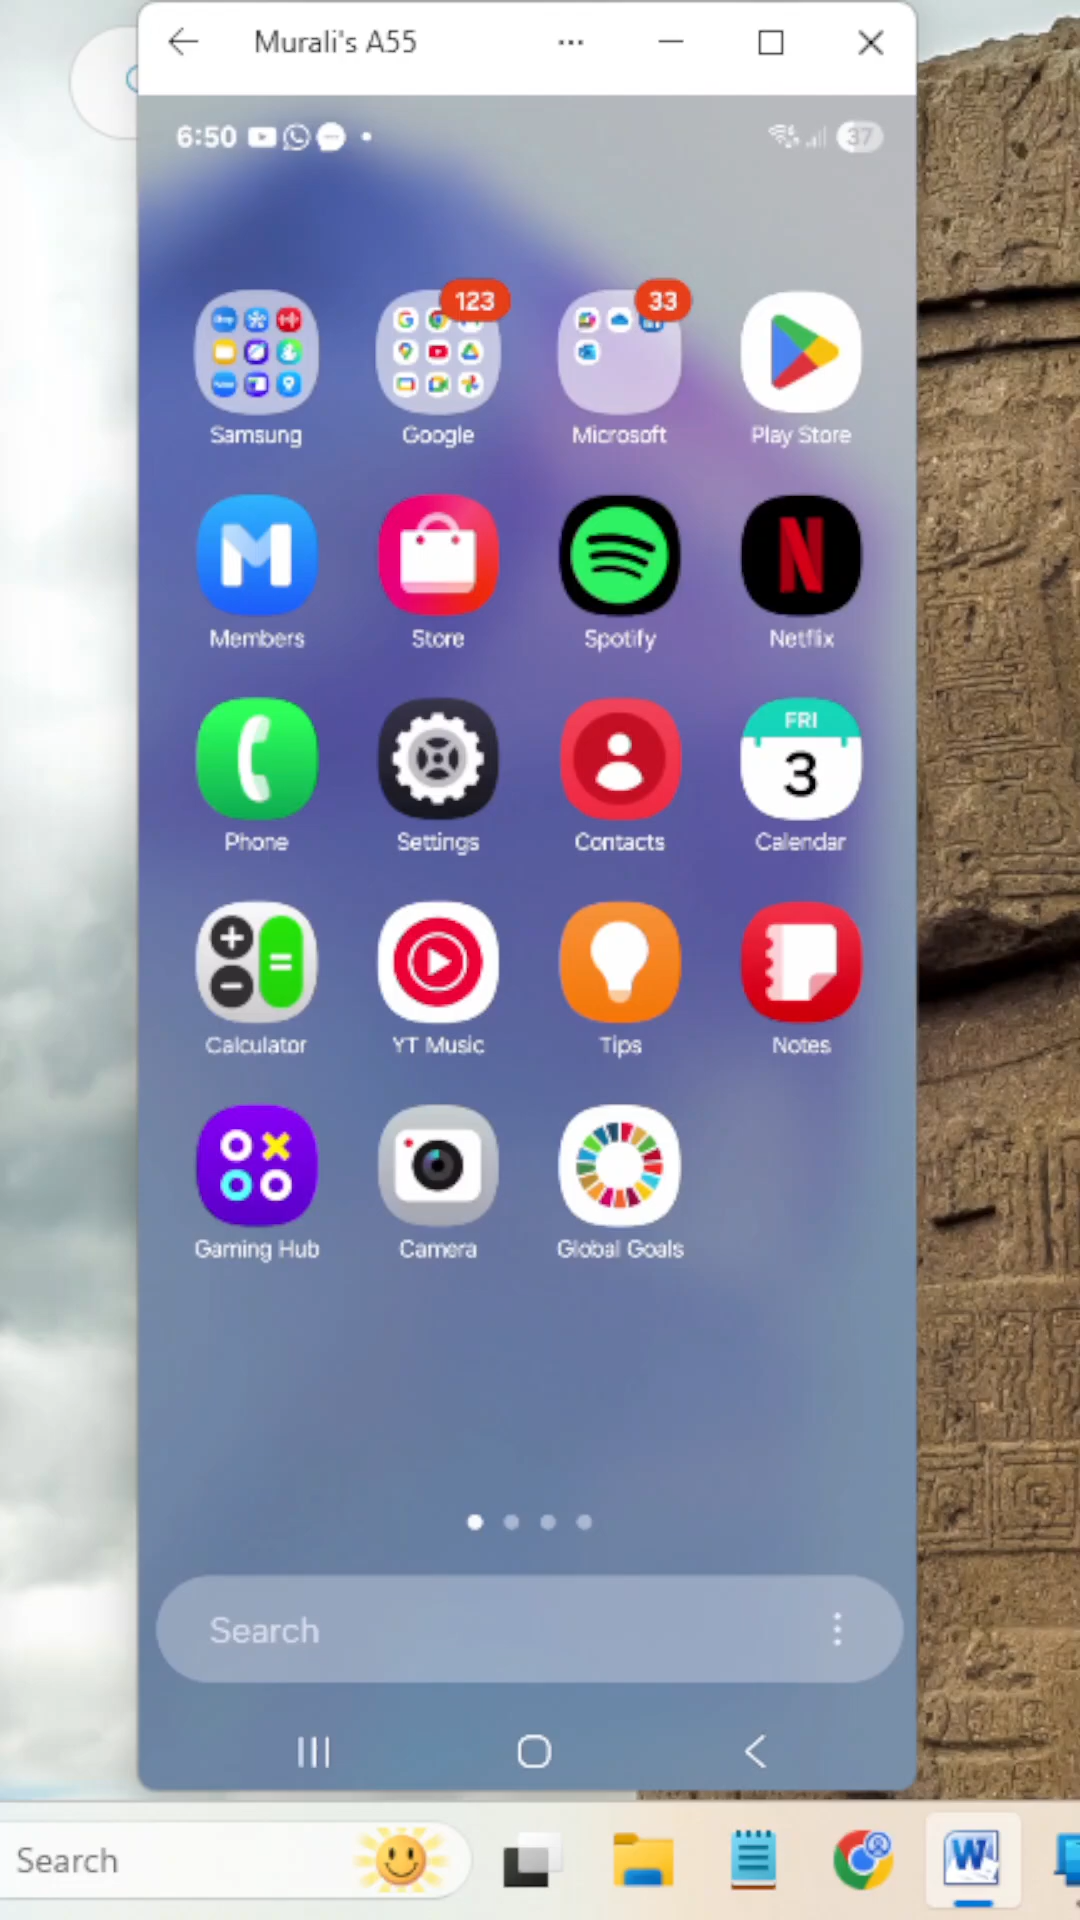 Murali's A55
6:50
37
123
33
Samsung
Google
Microsoft
Play Store
Members
Store
Spotify
Netflix
FRI
3
Phone
Settings
Contacts
Calendar
Calculator
YT Music
Tips
Notes
Gaming Hub
Camera
Global Goals
Search
Search